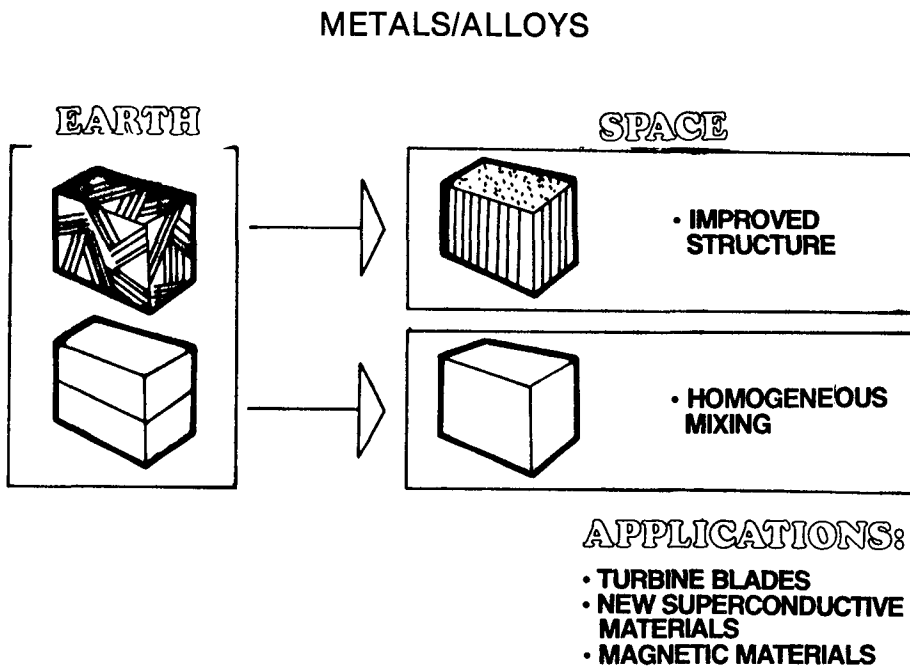 METALS/ALLOYS
EARTH
SPACE
• IMPROVED
STRUCTURE
• HOMOGENEOUS
MIXING
APPLICATIONS:
• TURBINE BLADES
• NEW SUPERCONDUCTIVE
MATERIALS
• MAGNETIC MATERIALS